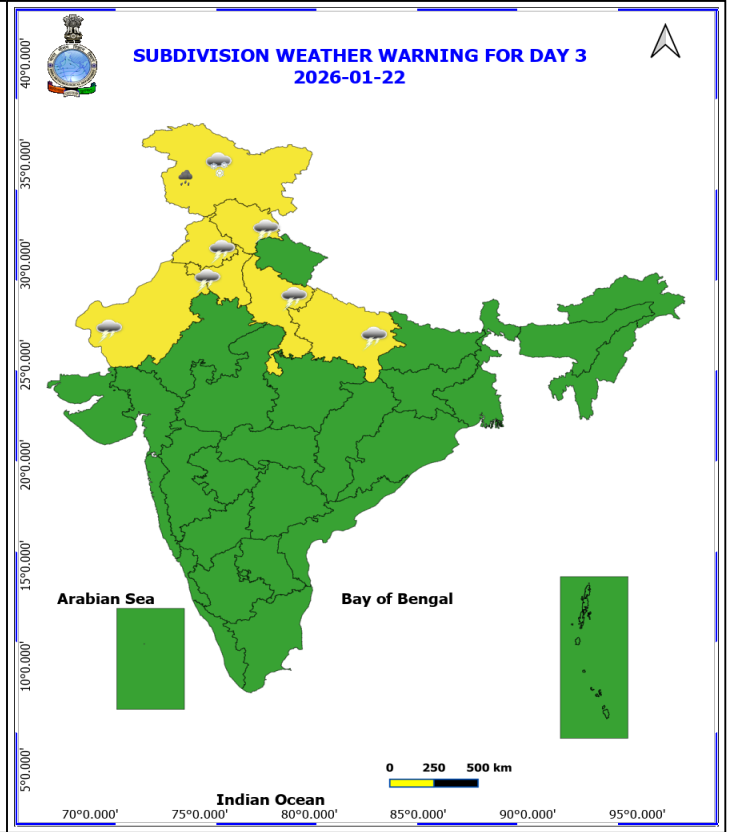 SUBDIVISION WEATHER WARNING FOR DAY 3
2026-01-22
40°0.000'
35°0.000'
30°0.000'
25°0.000'
20°0.000'
15°0.000'
10°0.000'
5°0.000'
Arabian Sea
Bay of Bengal
0 250 500 km
Indian Ocean
70°0.000' 75°0.000' 80°0.000' 85°0.000' 90°0.000' 95°0.000'